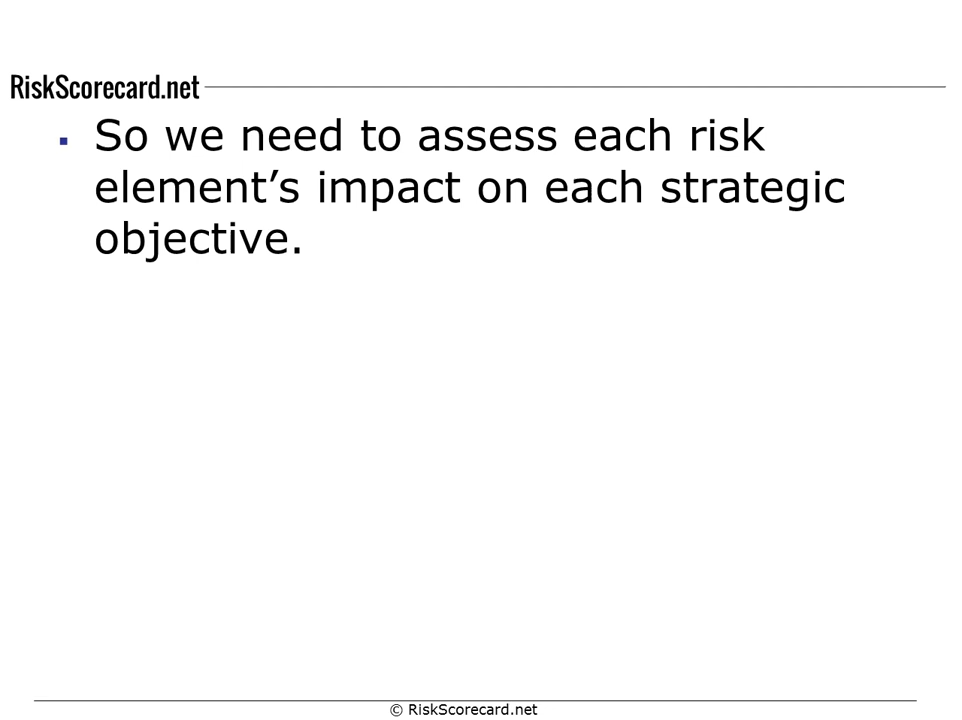 RiskScorecard.net
▪ So we need to assess each risk
element’s impact on each strategic
objective.
© RiskScorecard.net